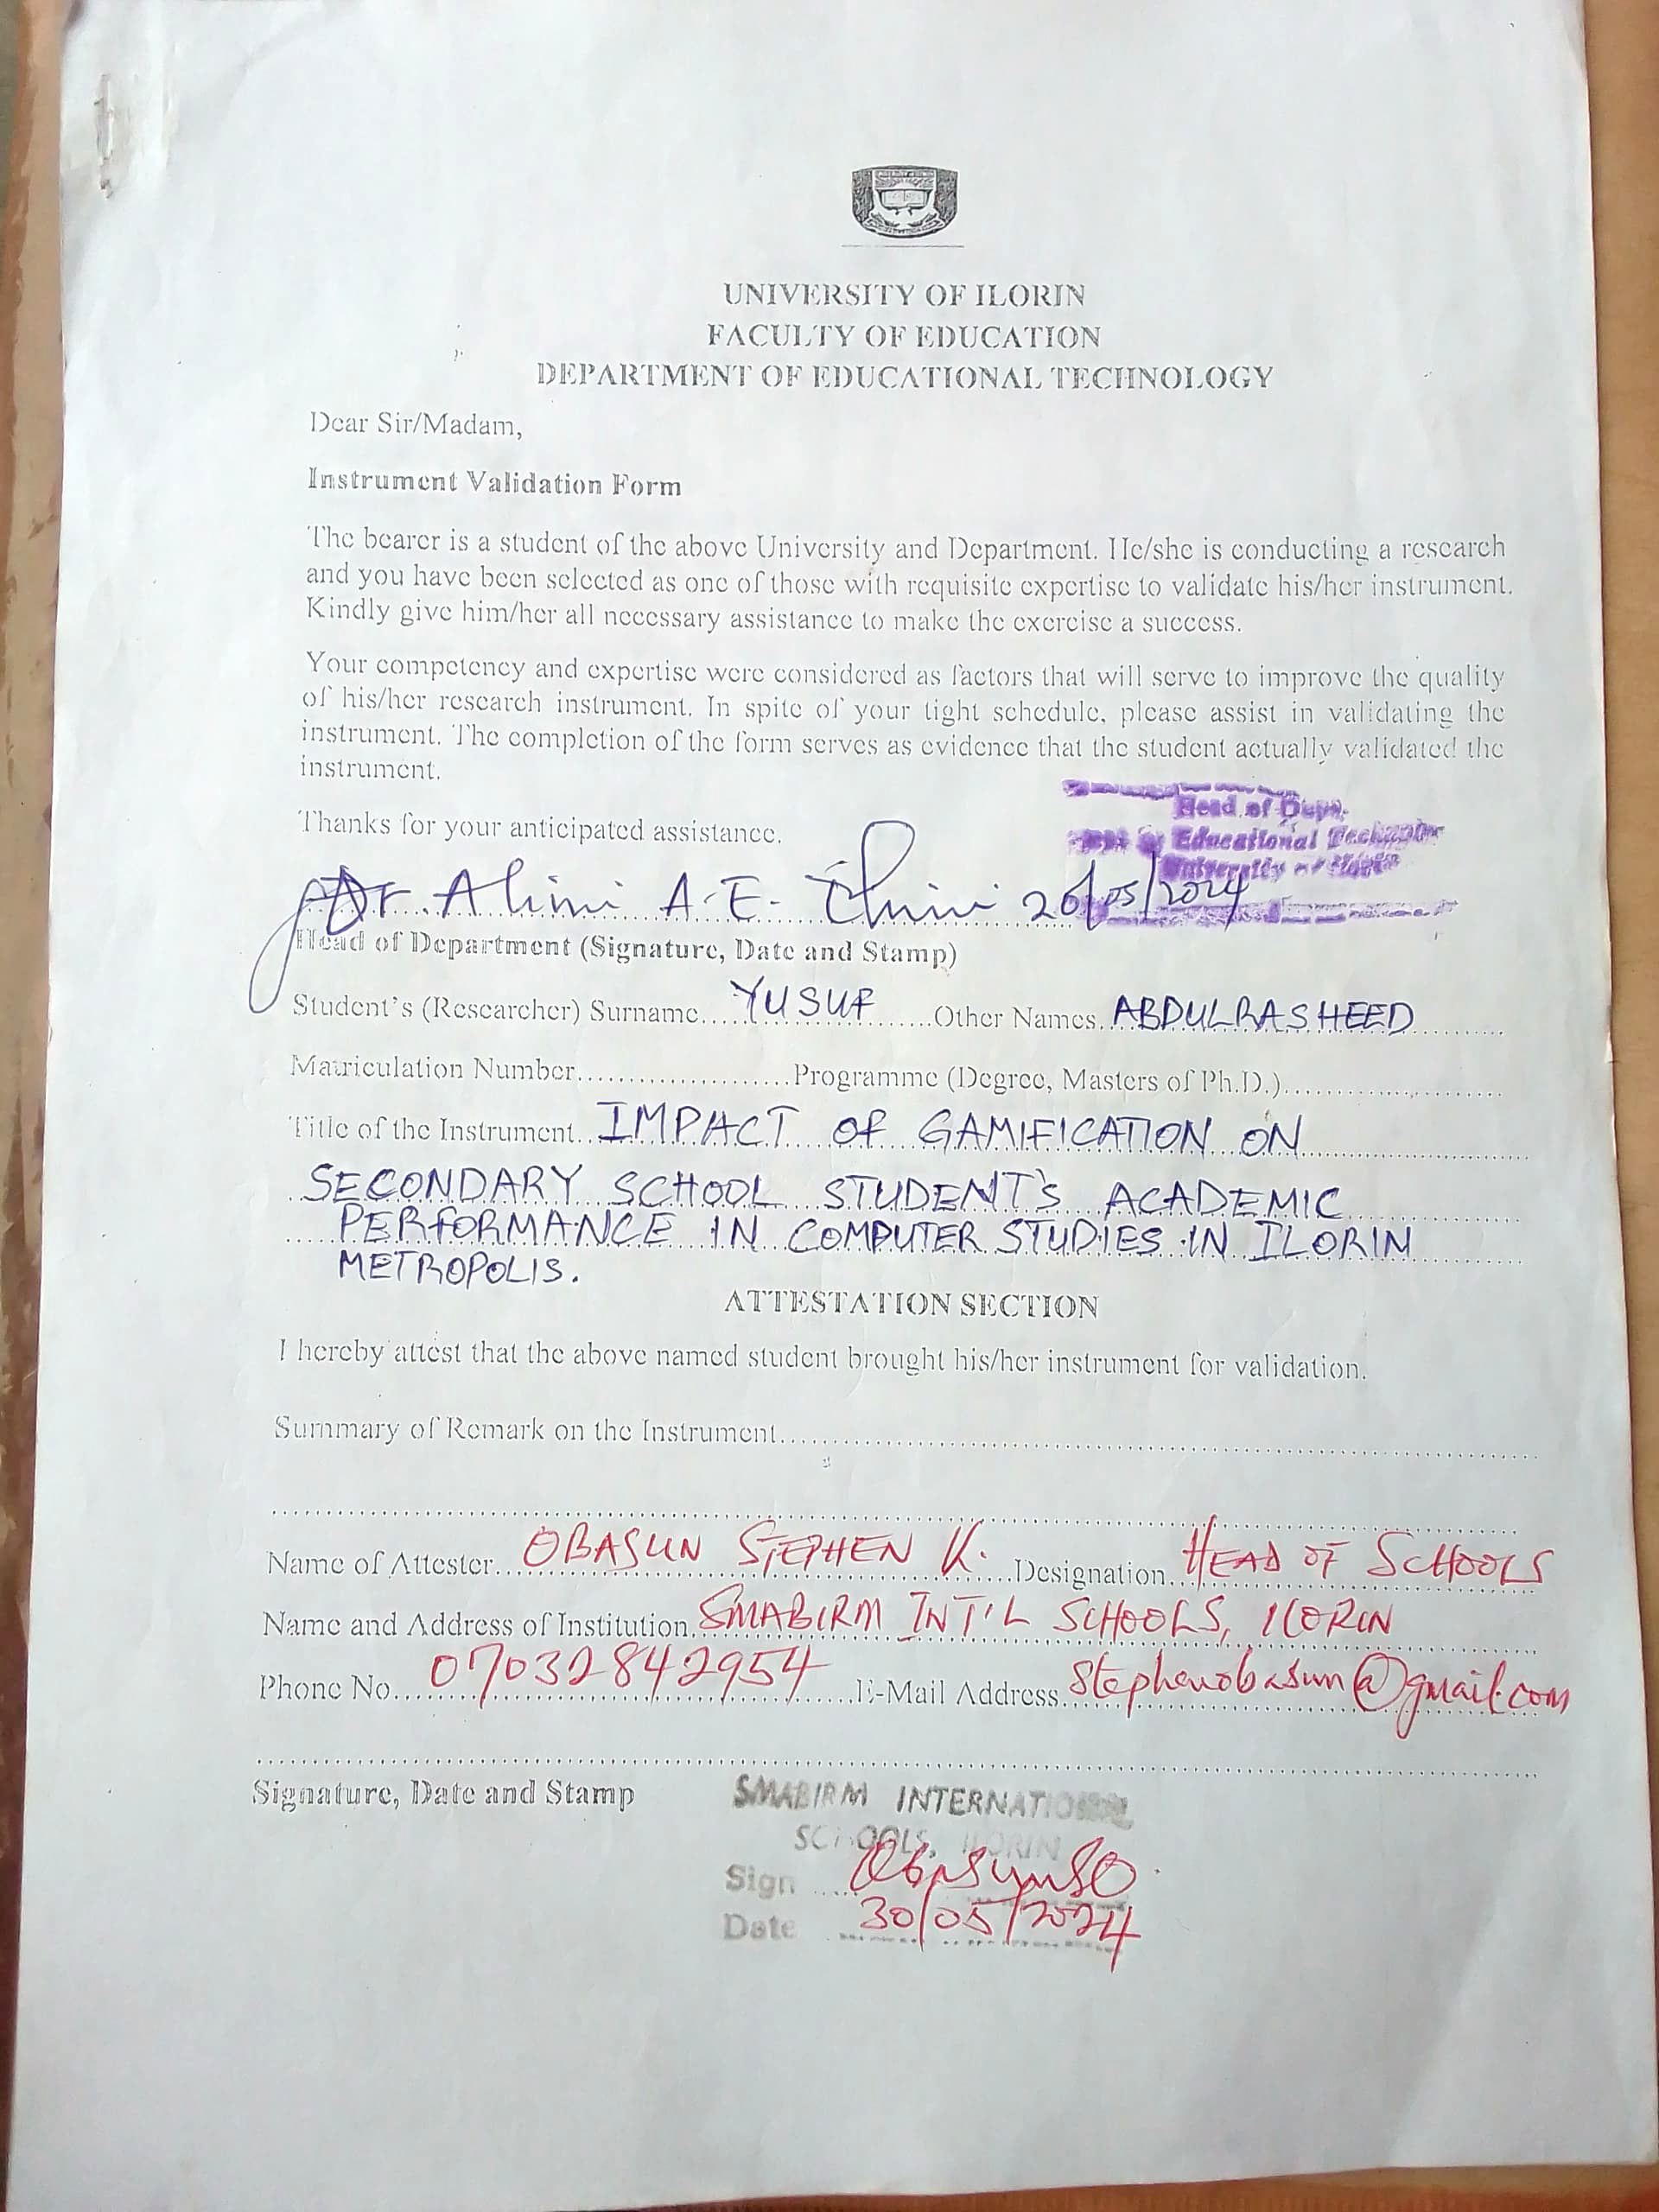 UNIVERSITY OF ILORIN
FACULTY OF EDUCATION
DEPARTMENT OF EDUCATIONAL TECHNOLOGY
Dear Sir/Madam,
Instrument Validation Form
The bearer is a student of the above University and Department. He/she is conducting a research
and you have been selected as one of those with requisite expertise to validate his/her instrument.
Kindly give him/her all necessary assistance to make the exercise a success.
Your competency and expertise were considered as factors that will serve to improve the quality
of his/her research instrument. In spite of your tight schedule, please assist in validating the
instrument. The completion of the form serves as evidence that the student actually validated the
instrument.
Head of Dept.
Thanks for your anticipated assistance.
Educational Technology
University of Ilorin
Dr. Alimi A.E. 26/05/2024
Head of Department (Signature, Date and Stamp)
Student's (Researcher) Surname....YUSUF......Other Names.ABDULRASHEED.........
Matriculation Number.....................Programme (Degree, Masters of Ph.D.)......................
Title of the Instrument..IMPACT OF GAMIFICATION ON....................
SECONDARY SCHOOL STUDENT'S ACADEMIC
PERFORMANCE IN COMPUTER STUDIES IN ILORIN
METROPOLIS.
ATTESTATION SECTION
I hereby attest that the above named student brought his/her instrument for validation.
Summary of Remark on the Instrument....................................................................
Name of Attester...OBASUN STEPHEN K....Designation.HEAD OF SCHOOLS
Name and Address of Institution.SMABIRM INT'L SCHOOLS, ILORIN
Phone No....07032842954......E-Mail Address.stephenobasun@gmail.com
Signature, Date and Stamp
SMABIRM INTERNATIONAL
SCHOOLS, ILORIN
Sign
Date 30/05/2024